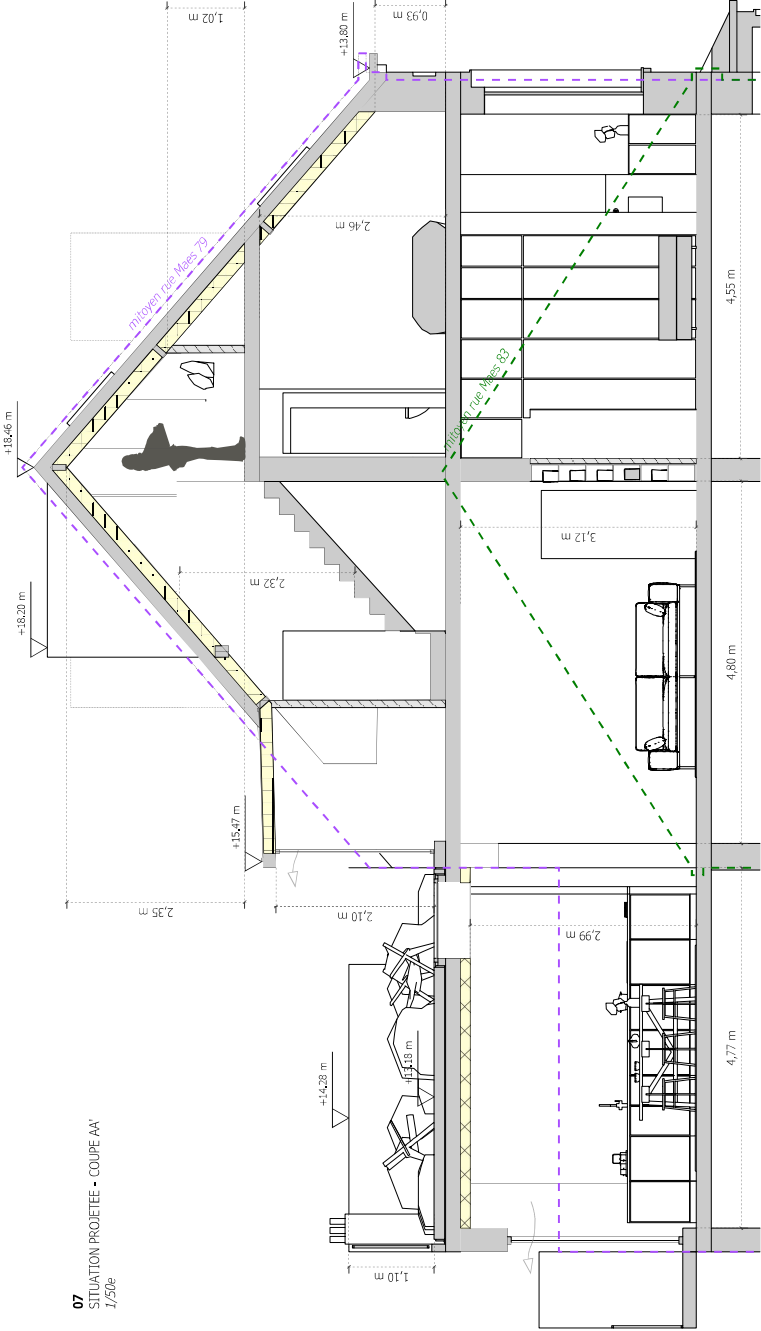 07
SITUATION PROJETEE - COUPE AA'
1/50e
1,10 m
+14.28 m
+13.18 m
2,35 m
2,10 m
+15.47 m
2,99 m
4,77 m
+18.20 m
+18.46 m
2,32 m
3,12 m
4,80 m
mitoyen rue Maes 79
mitoyen rue Maes 83
1,02 m
2,46 m
+13.80 m
0,93 m
4,55 m